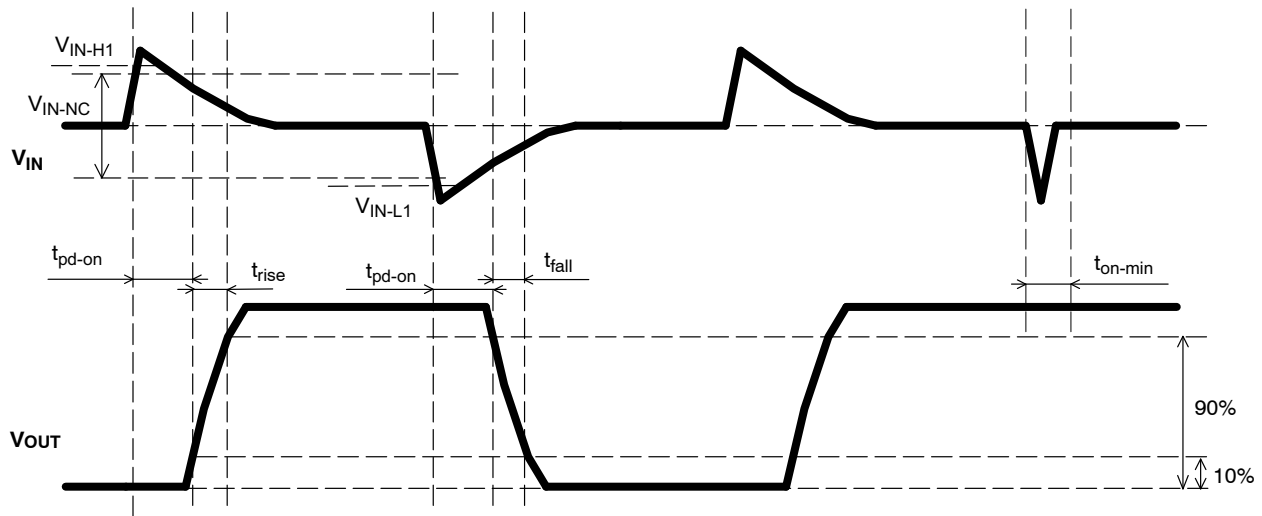 VIN-H1
VIN-NC
VIN
VIN-L1
tpd-on
trise
tpd-on
tfall
ton-min
90%
VOUT
10%